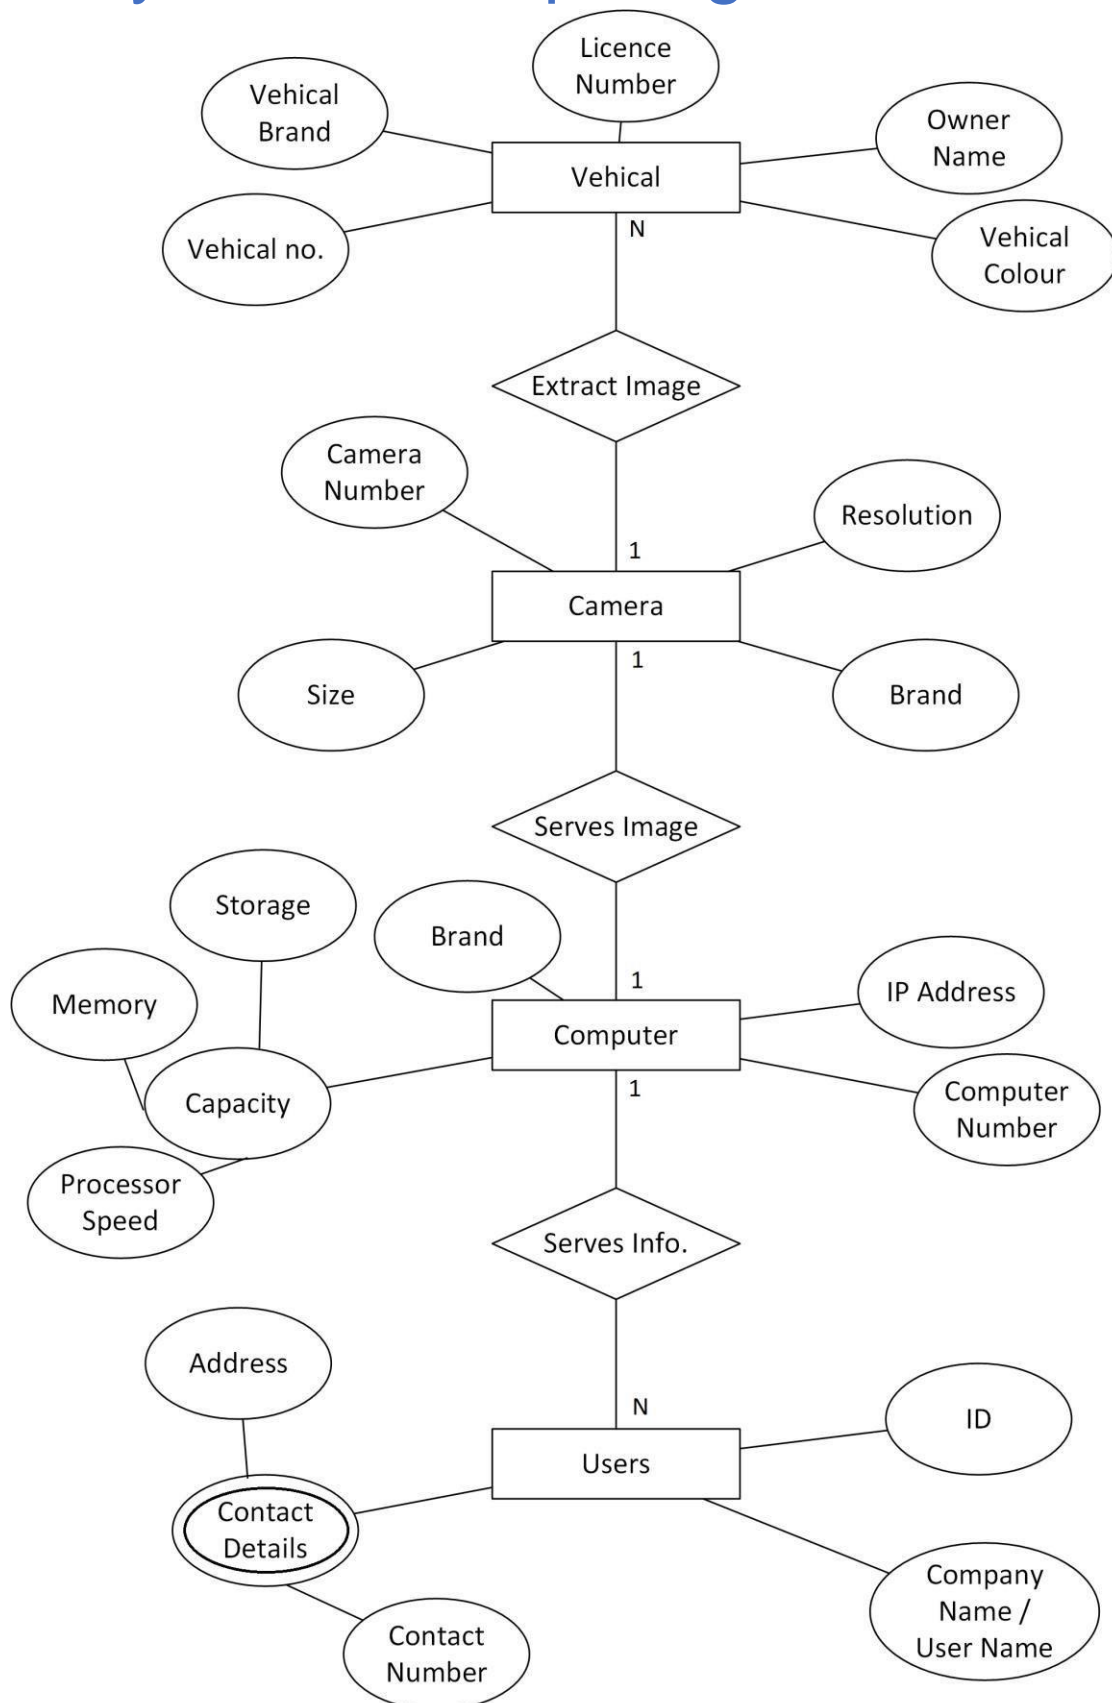 Licence
Number
Vehical
Brand
Owner
Name
Vehical
Vehical no.
N
Vehical
Colour
Extract Image
Camera
Number
Resolution
1
Camera
1
Size
Brand
Serves Image
Storage
Brand
Memory
1
IP Address
Computer
1
Capacity
Computer
Number
Processor
Speed
Serves Info.
Address
N
ID
Users
Contact
Details
Company
Name /
User Name
Contact
Number